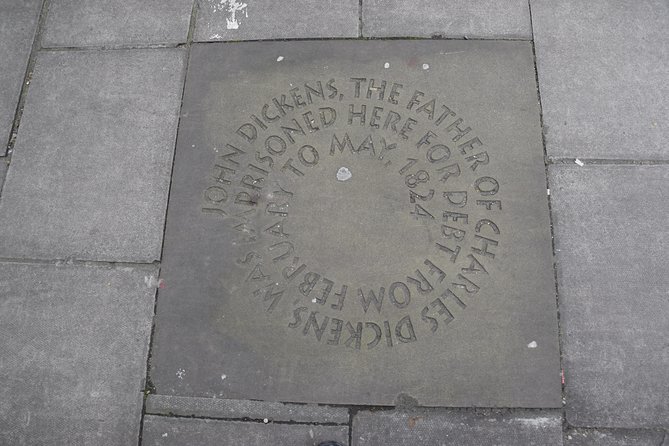 JOHN DICKENS, THE FATHER OF CHARLES DICKENS WAS IMPRISONED HERE FOR DEBT FROM FEBRUARY TO MAY, 1824